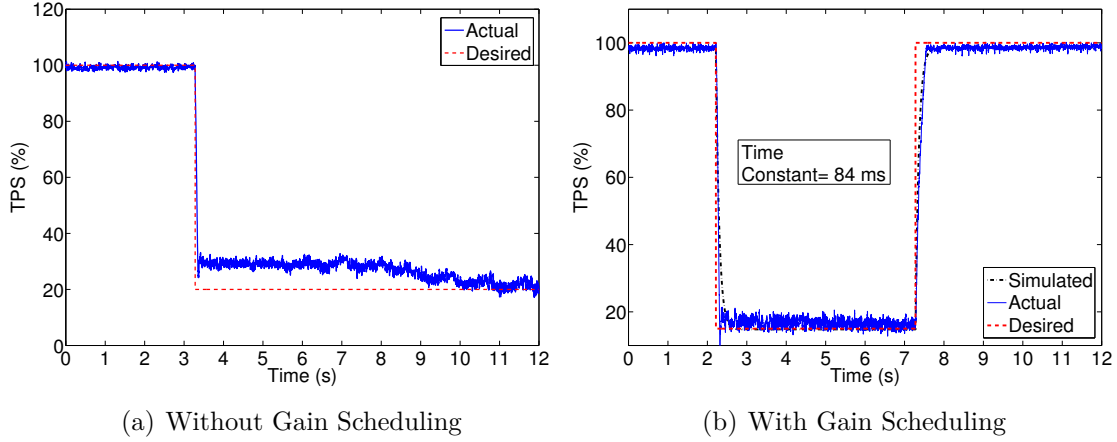 120
100
80
60
40
20
0
0 1 2 3 4 5 6 7 8 9 10 11 12
TPS (%)
Time (s)
Actual
Desired
(a) Without Gain Scheduling
100
80
60
40
20
0 1 2 3 4 5 6 7 8 9 10 11 12
TPS (%)
Time (s)
Time
Constant= 84 ms
Simulated
Actual
Desired
(b) With Gain Scheduling